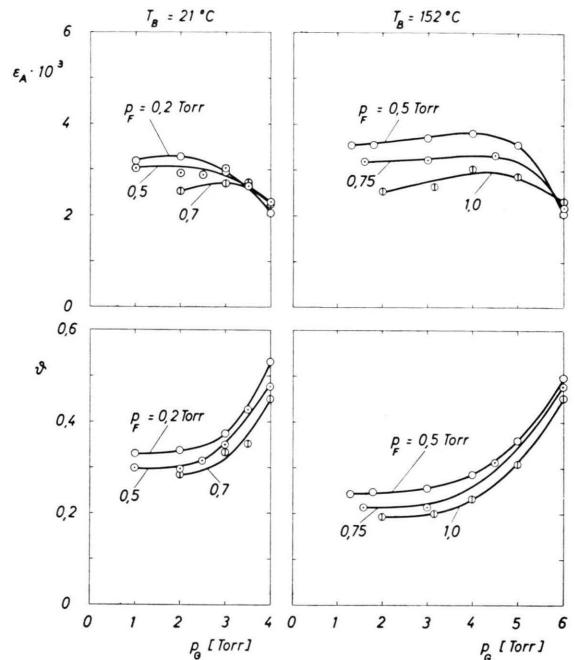 T_B = 21 °C
T_B = 152 °C
ε_A · 10³
6
4
2
0
p_F = 0,2 Torr
0,5
0,7
p_F = 0,5 Torr
0,75
1,0
ϑ
0,6
0,4
0,2
0
p_F = 0,2 Torr
0,5
0,7
p_F = 0,5 Torr
0,75
1,0
0 1 2 3 4
0 1 2 3 4 5 6
p_G [Torr]
p_G [Torr]